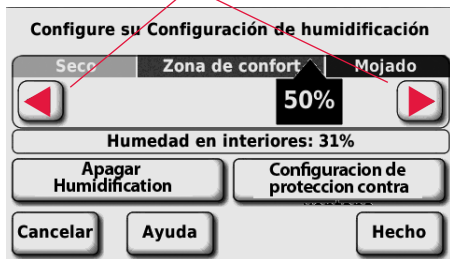 Configure su Configuración de humidificación
Seco Zona de confort Mojado
50%
Humedad en interiores: 31%
Apagar
Humidification
Configuracion de
proteccion contra
Cancelar Ayuda Hecho